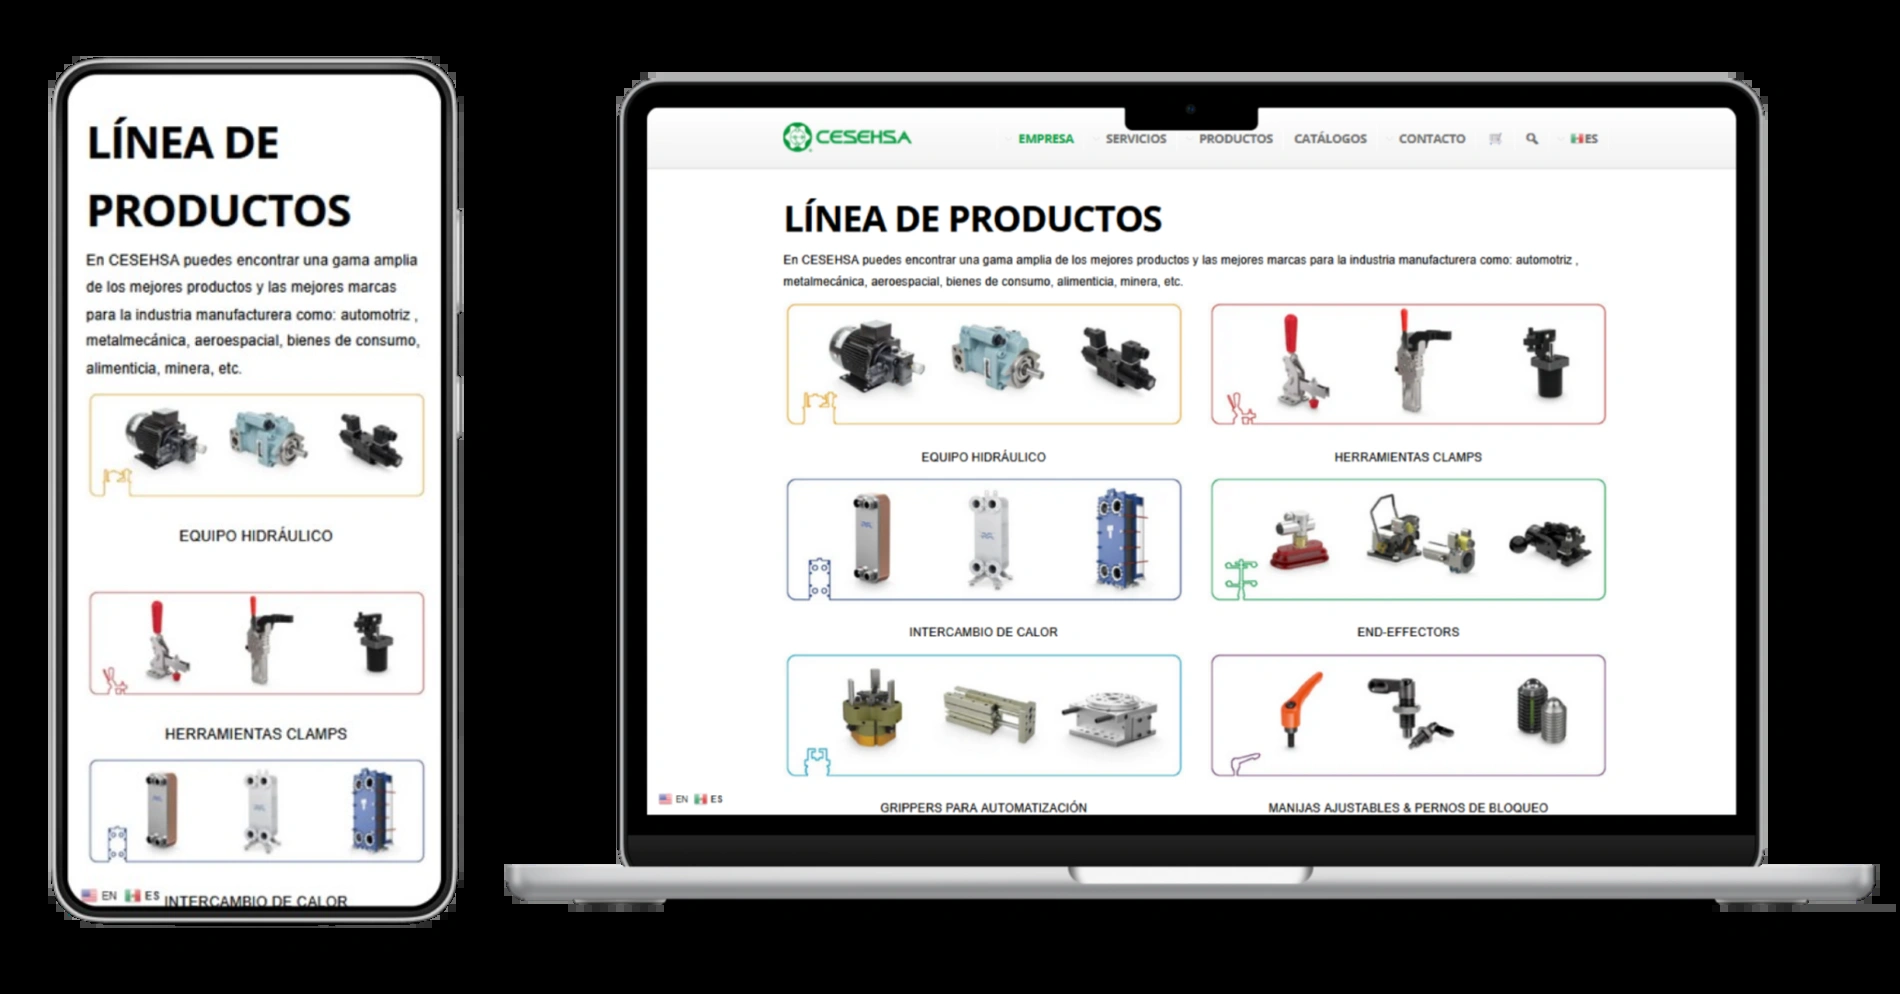 LÍNEA DE
PRODUCTOS
En CESEHSA puedes encontrar una gama amplia
de los mejores productos y las mejores marcas
para la industria manufacturera como: automotriz ,
metalmecánica, aeroespacial, bienes de consumo,
alimenticia, minera, etc.
EQUIPO HIDRÁULICO
HERRAMIENTAS CLAMPS
EN ES
INTERCAMBIO DE CALOR
CESEHSA
EMPRESA SERVICIOS PRODUCTOS CATÁLOGOS CONTACTO ES
LÍNEA DE PRODUCTOS
En CESEHSA puedes encontrar una gama amplia de los mejores productos y las mejores marcas para la industria manufacturera como: automotriz ,
metalmecánica, aeroespacial, bienes de consumo, alimenticia, minera, etc.
EQUIPO HIDRÁULICO HERRAMIENTAS CLAMPS
INTERCAMBIO DE CALOR END-EFFECTORS
EN ES
GRIPPERS PARA AUTOMATIZACIÓN MANIJAS AJUSTABLES & PERNOS DE BLOQUEO